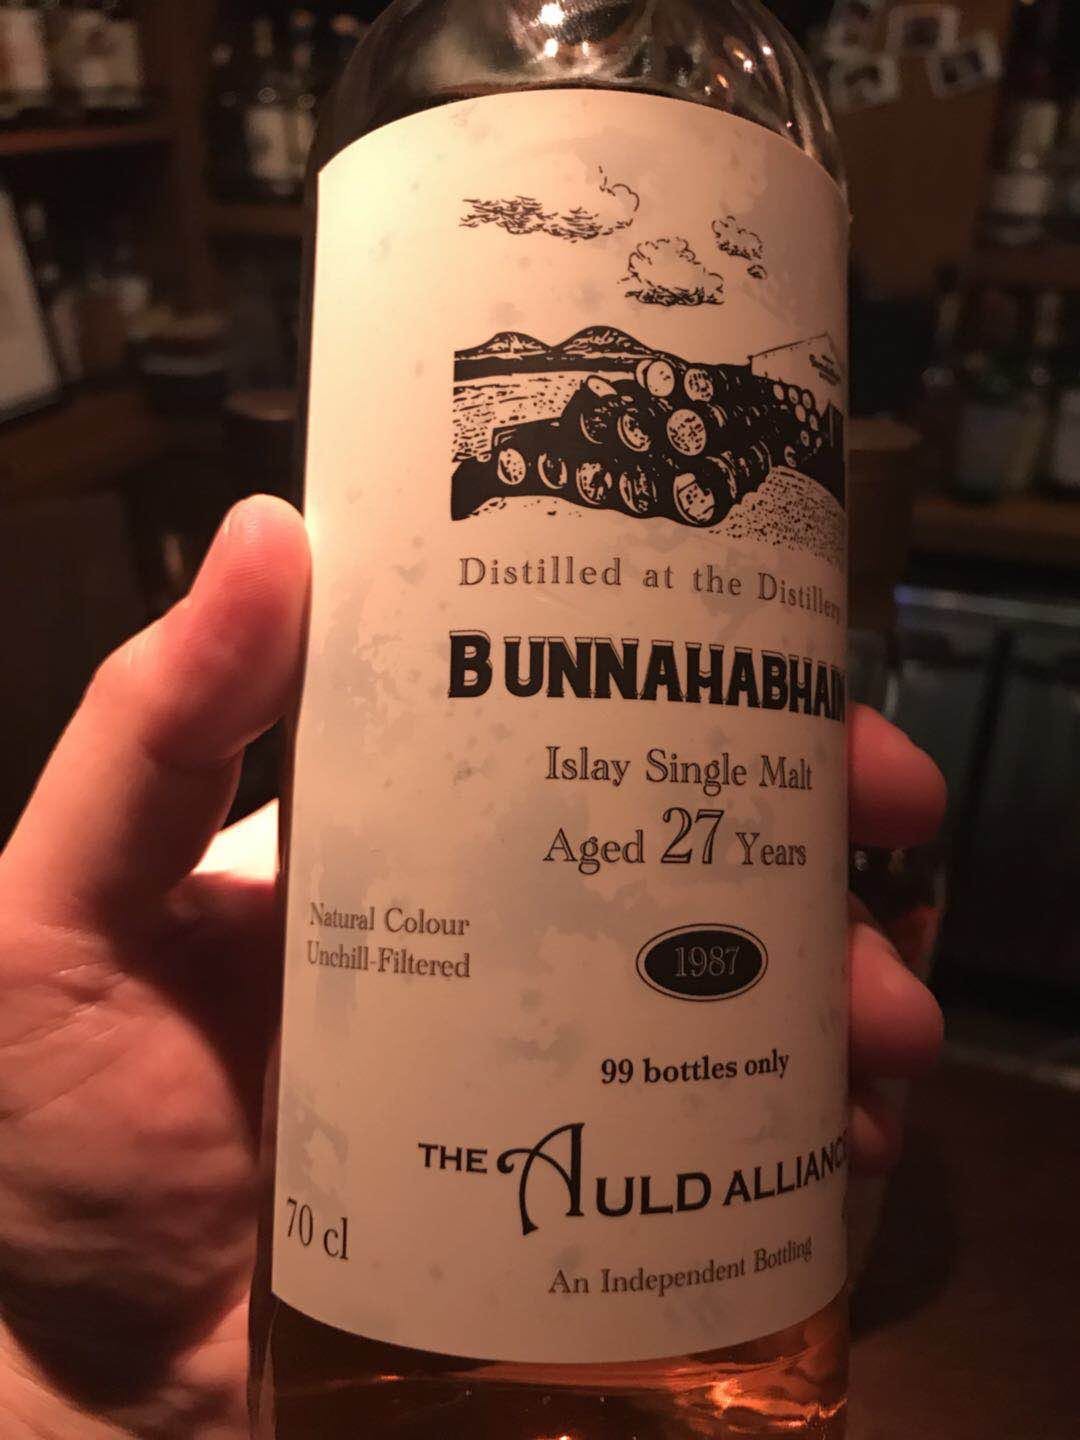 Distilled at the Distillery
BUNNAHABHAIN
Islay Single Malt
Aged 27 Years
Natural Colour
Unchill-Filtered
1987
99 bottles only
THE AULD ALLIANCE
70 cl
An Independent Bottling